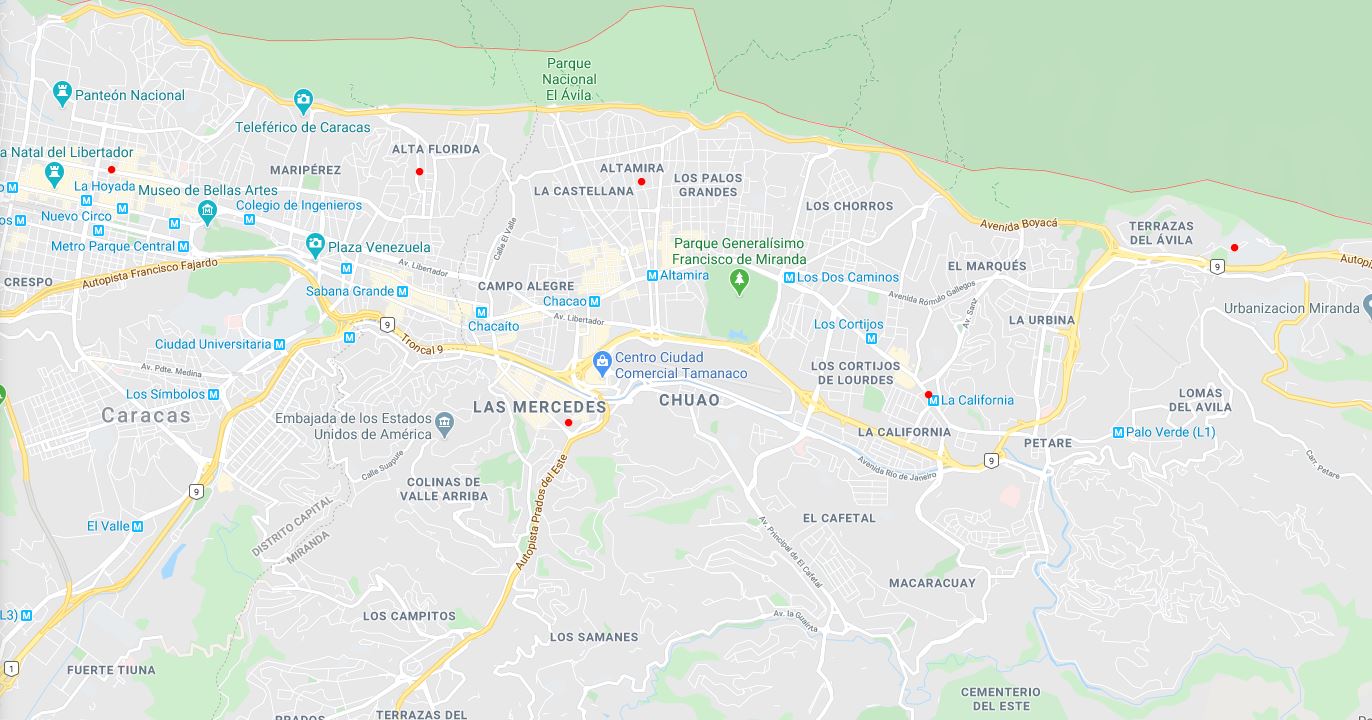 Parque
Nacional
El Ávila
Panteón Nacional
Teleférico de Caracas
a Natal del Libertador
MARIPÉREZ
ALTA FLORIDA
ALTAMIRA
LA CASTELLANA
LOS PALOS
GRANDES
LOS CHORROS
La Hoyada
Museo de Bellas Artes
Colegio de Ingenieros
Nuevo Circo
os
Metro Parque Central
Plaza Venezuela
Calle El Valle
Avenida Boyacá
TERRAZAS
DEL ÁVILA
Parque Generalísimo
Francisco de Miranda
CRESPO
Autopista Francisco Fajardo
Av. Libertador
Sabana Grande
CAMPO ALEGRE
Chacao
Altamira
Los Dos Caminos
EL MARQUÉS
9
Autopi
Avenida Rómulo Gallegos
Av. Sanz
Urbanizacion Miranda
Chacaito
Av. Libertador
9
Troncal 9
Los Cortijos
LA URBINA
Ciudad Universitaria
Av. Pdte. Medina
Centro Ciudad
Comercial Tamanaco
LOS CORTIJOS
DE LOURDES
Los Símbolos
Caracas
Embajada de los Estados
Unidos de América
LAS MERCEDES
CHUAO
La California
LOMAS
DEL AVILA
LA CALIFORNIA
PETARE
Palo Verde (L1)
9
Calle Suapure
Avenida Río de Janeiro
Carr. Petare
9
COLINAS DE
VALLE ARRIBA
Autopista Prados del Este
El Valle
DISTRITO CAPITAL
MIRANDA
EL CAFETAL
Av. Principal de El Cafetal
MACARACUAY
L3)
LOS CAMPITOS
LOS SAMANES
Av. la Guairita
1
FUERTE TIUNA
CEMENTERIO
DEL ESTE
PRADOS
TERRAZAS DEL